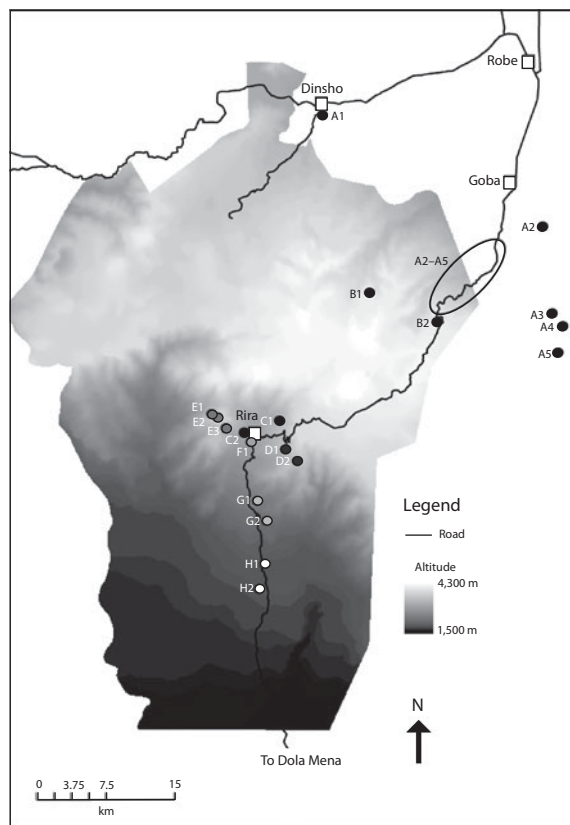 Robe
Dinsho
A1
Goba
A2
A2–A5
B1
B2
A3
A4
A5
E1
E2
E3
Rira
C1
C2
F1
D1
D2
G1
G2
H1
H2
Legend
Road
Altitude
4,300 m
1,500 m
N
To Dola Mena
0 3.75 7.5 15
km